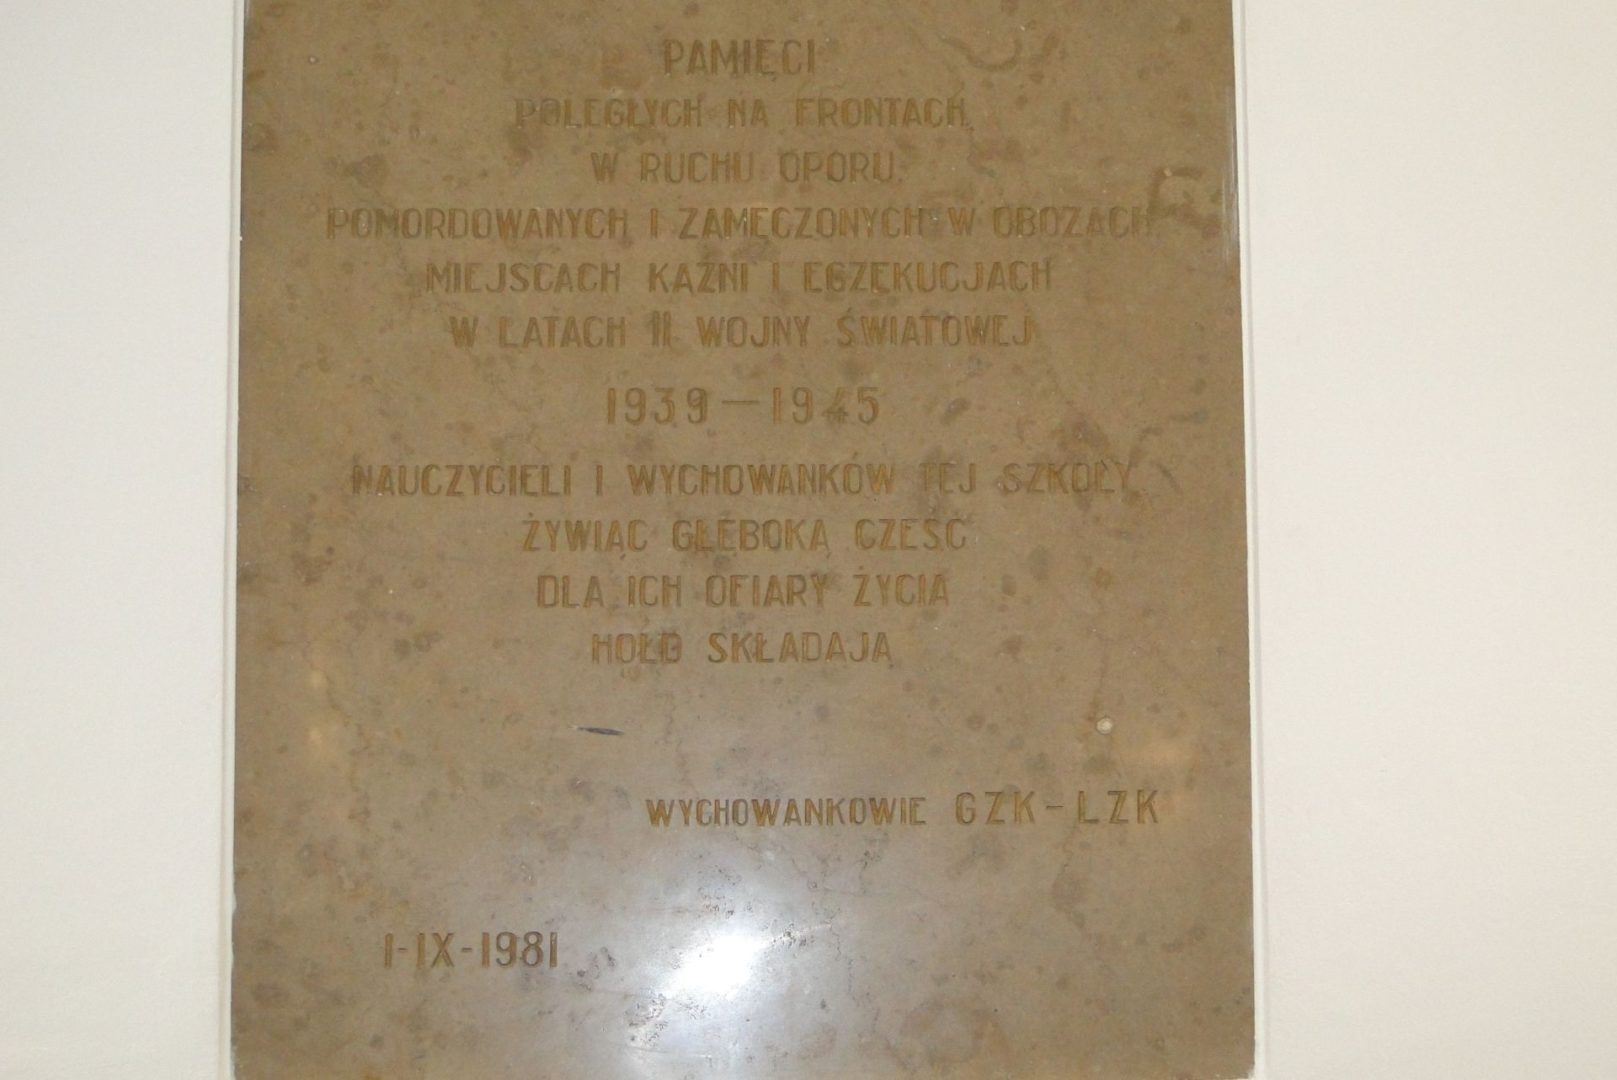 PAMIĘCI
POLEGŁYCH NA FRONTACH,
W RUCHU OPORU,
POMORDOWANYCH I ZAMĘCZONYCH W OBOZACH,
MIEJSCACH KAŹNI I EGZEKUCJACH
W LATACH II WOJNY ŚWIATOWEJ
1939 — 1945
NAUCZYCIELI I WYCHOWANKÓW TEJ SZKOŁY,
ŻYWIĄC GŁĘBOKĄ CZEŚĆ
DLA ICH OFIARY ŻYCIA
HOŁD SKŁADAJĄ
WYCHOWANKOWIE GZK - LZK
1-IX-1981